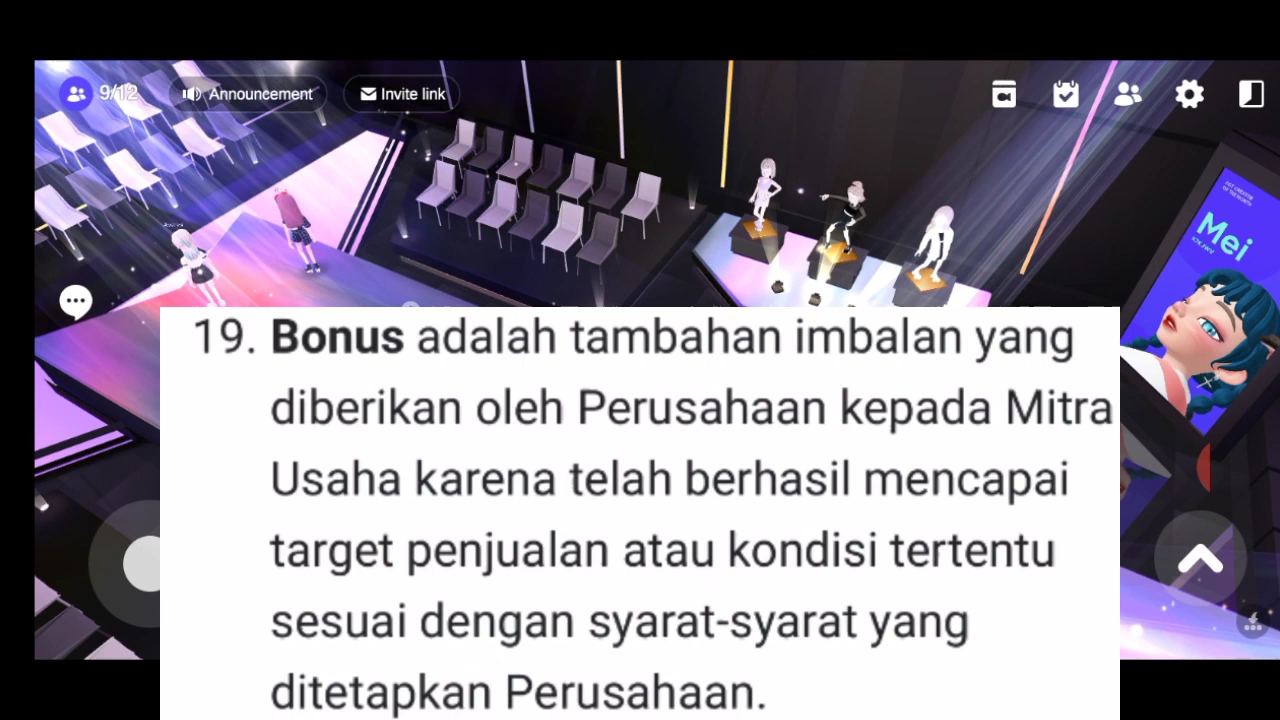 9/12
Announcement
Invite link
Mei
19. Bonus adalah tambahan imbalan yang
diberikan oleh Perusahaan kepada Mitra
Usaha karena telah berhasil mencapai
target penjualan atau kondisi tertentu
sesuai dengan syarat-syarat yang
ditetapkan Perusahaan.